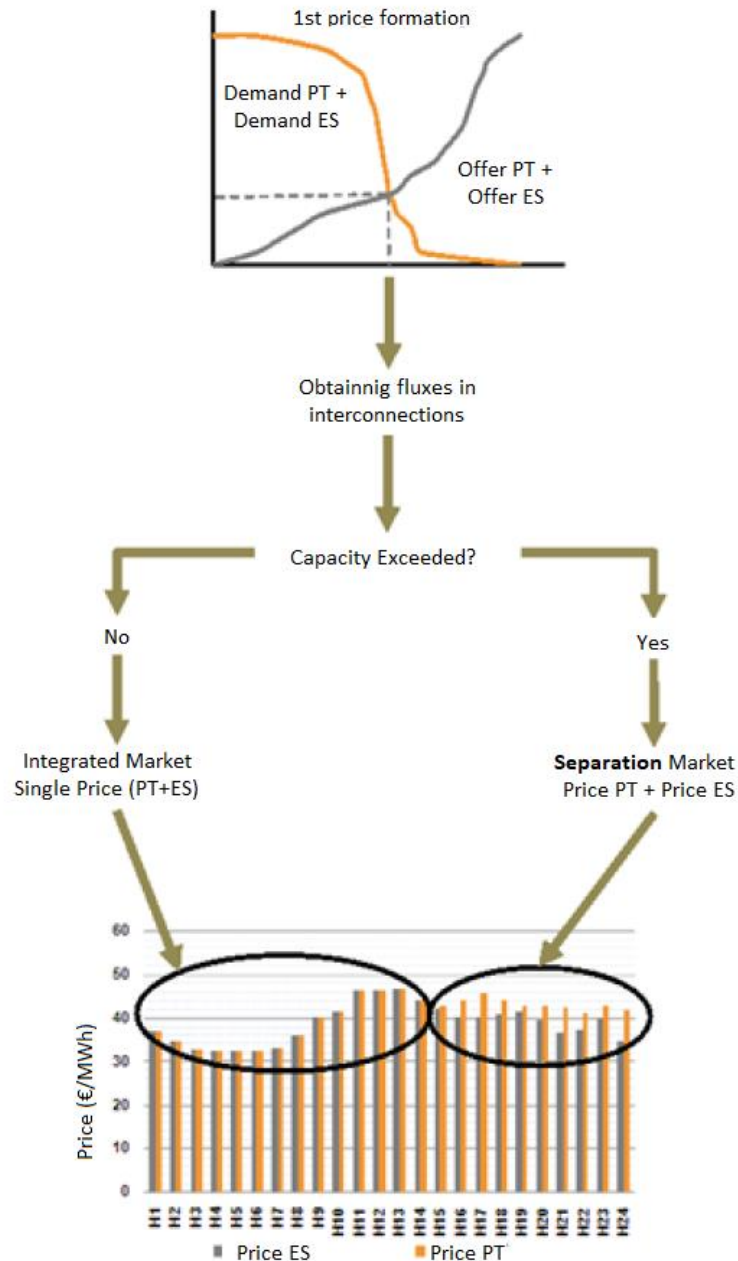 1st price formation
Demand PT +
Demand ES
Offer PT +
Offer ES
Obtainnig fluxes in
interconnections
Capacity Exceeded?
No
Yes
Integrated Market
Single Price (PT+ES)
Separation Market
Price PT + Price ES
Price (€/MWh)
60
50
40
30
20
10
0
H1 H2 H3 H4 H5 H6 H7 H8 H9 H10 H11 H12 H13 H14 H15 H16 H17 H18 H19 H20 H21 H22 H23 H24
Price ES
Price PT